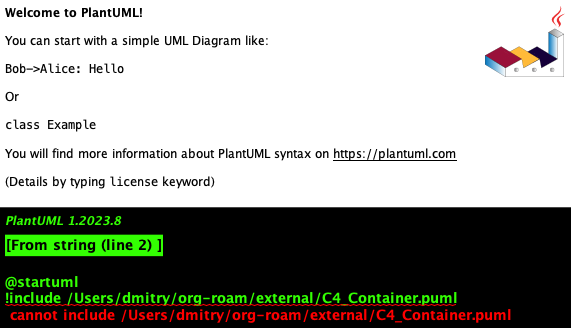 Welcome to PlantUML!
You can start with a simple UML Diagram like:
Bob->Alice: Hello
Or
class Example
You will find more information about PlantUML syntax on https://plantuml.com
(Details by typing license keyword)
PlantUML 1.2023.8
[From string (line 2) ]
@startuml
!include /Users/dmitry/org-roam/external/C4_Container.puml
cannot include /Users/dmitry/org-roam/external/C4_Container.puml